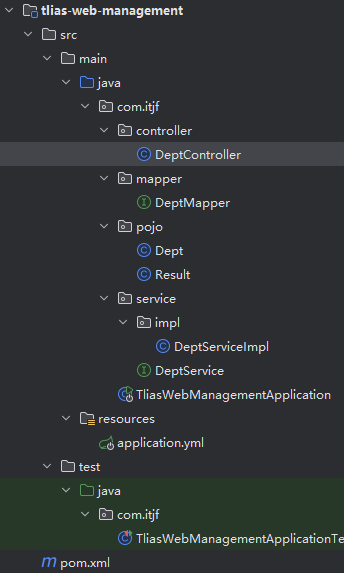 tlias-web-management
src
main
java
com.itjf
controller
DeptController
mapper
DeptMapper
pojo
Dept
Result
service
impl
DeptServiceImpl
DeptService
TliasWebManagementApplication
resources
application.yml
test
java
com.itjf
TliasWebManagementApplicationTe
pom.xml